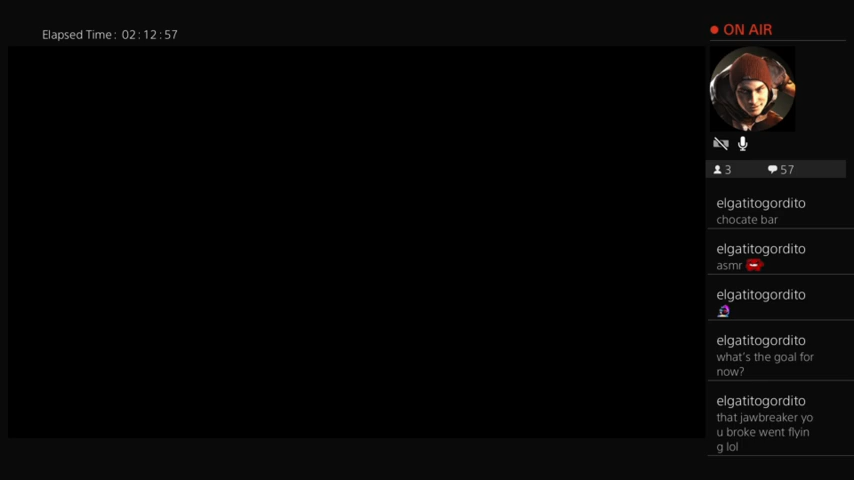 Elapsed Time: 02:12:57
ON AIR
3 57
elgatitogordito
chocate bar
elgatitogordito
asmr
elgatitogordito
elgatitogordito
what's the goal for
now?
elgatitogordito
that jawbreaker yo
u broke went flyin
g lol